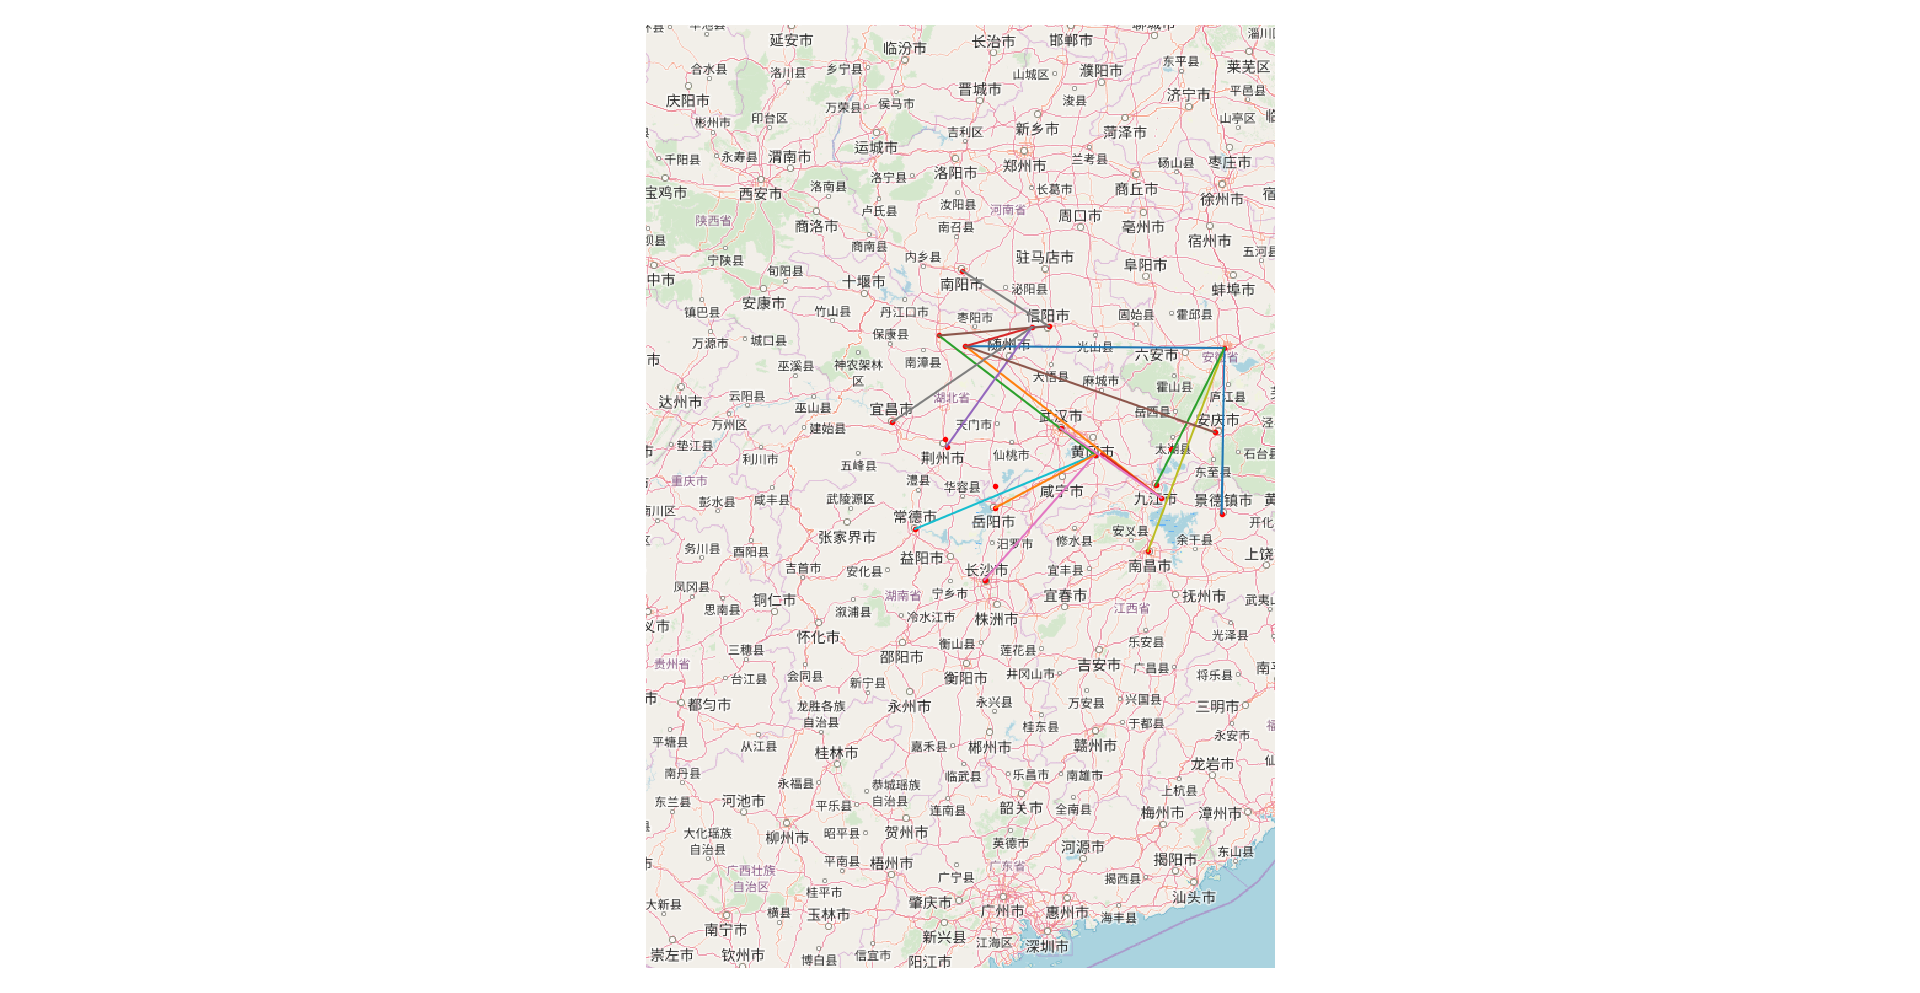 延安市
临汾市
长治市
邯郸市
淄川区
合水县
洛川县
乡宁县
山城区
濮阳市
东平县
莱芜区
庆阳市
万荣县
侯马市
晋城市
浚县
济宁市
平邑县
彬州市
印台区
运城市
吉利区
新乡市
菏泽市
山亭区
千阳县
永寿县
渭南市
洛阳市
郑州市
兰考县
砀山县
枣庄市
宝鸡市
西安市
洛南县
洛宁县
长葛市
商丘市
徐州市
陕西省
商洛市
卢氏县
汝阳县
河南省
周口市
南召县
亳州市
宿州市
宁陕县
商南县
内乡县
驻马店市
阜阳市
五河县
中市
旬阳县
十堰市
南阳市
泌阳县
蚌埠市
镇巴县
安康市
竹山县
丹江口市
枣阳市
信阳市
固始县
霍邱县
万源市
城口县
保康县
随州市
光山县
六安市
安徽省
巫溪县
神农架林
区
南漳县
大悟县
麻城市
霍山县
达州市
云阳县
巫山县
宜昌市
湖北省
武汉市
岳西县
庐江县
万州区
建始县
天门市
安庆市
垫江县
利川市
五峰县
荆州市
仙桃市
黄石市
太湖县
石台县
重庆市
彭水县
咸丰县
武陵源区
澧县
华容县
咸宁市
九江市
东至县
景德镇市
南川区
张家界市
常德市
岳阳市
安义县
开化
务川县
酉阳县
吉首市
安化县
益阳市
汨罗市
修水县
余干县
上饶
凤冈县
铜仁市
湖南省
宁乡市
长沙市
宜丰县
南昌市
思南县
溆浦县
冷水江市
株洲市
宜春市
江西省
抚州市
武夷山
义市
怀化市
衡山县
莲花县
乐安县
光泽县
三穗县
邵阳市
贵州省
台江县
会同县
新宁县
衡阳市
井冈山市
吉安市
广昌县
将乐县
都匀市
龙胜各族
自治县
永州市
永兴县
万安县
兴国县
三明市
平塘县
从江县
桂林市
嘉禾县
郴州市
桂东县
赣州市
于都县
永安市
南丹县
永福县
恭城瑶族
自治县
临武县
乐昌市
南雄市
龙岩市
东兰县
河池市
平乐县
连南县
韶关市
全南县
上杭县
梅州市
漳州市
大化瑶族
自治县
柳州市
昭平县
贺州市
英德市
河源市
东山县
广西壮族
自治区
平南县
梧州市
广宁县
广东省
揭西县
揭阳市
大新县
桂平市
横县
玉林市
肇庆市
广州市
惠州市
海丰县
汕头市
南宁市
新兴县
江海区
深圳市
崇左市
钦州市
博白县
信宜市
阳江市